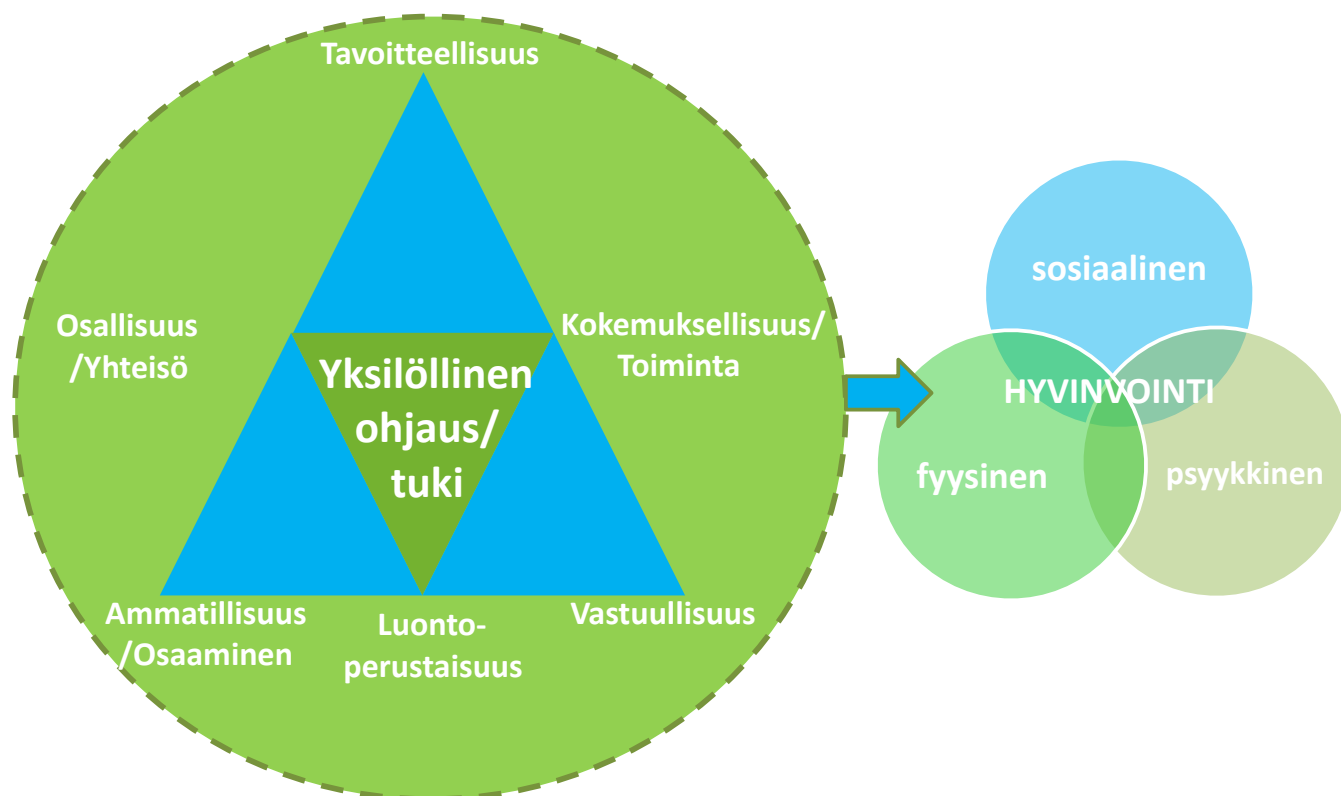 Tavoitteellisuus
Osallisuus
/Yhteisö
Kokemuksellisuus/
Toiminta
Yksilöllinen
ohjaus/
tuki
Ammatillisuus
/Osaaminen
Luonto-
perustaisuus
Vastuullisuus
sosiaalinen
HYVINVOINTI
fyysinen
psyykkinen